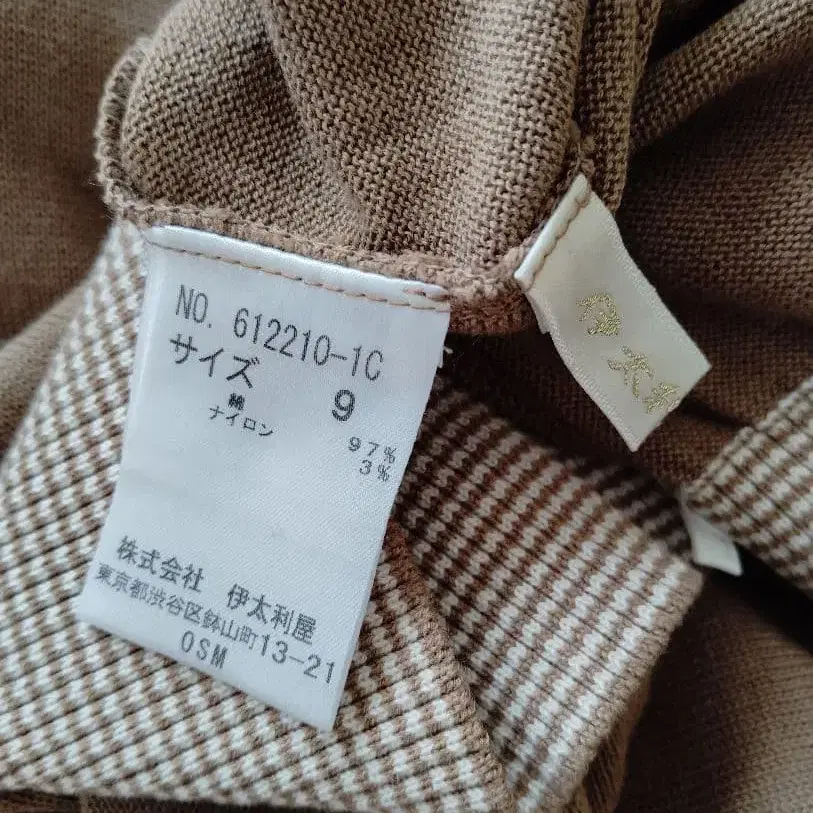 NO. 612210-1C
サイズ 9
綿 97%
ナイロン 3%
株式会社 伊太利屋
東京都渋谷区鉢山町13-21
OSM